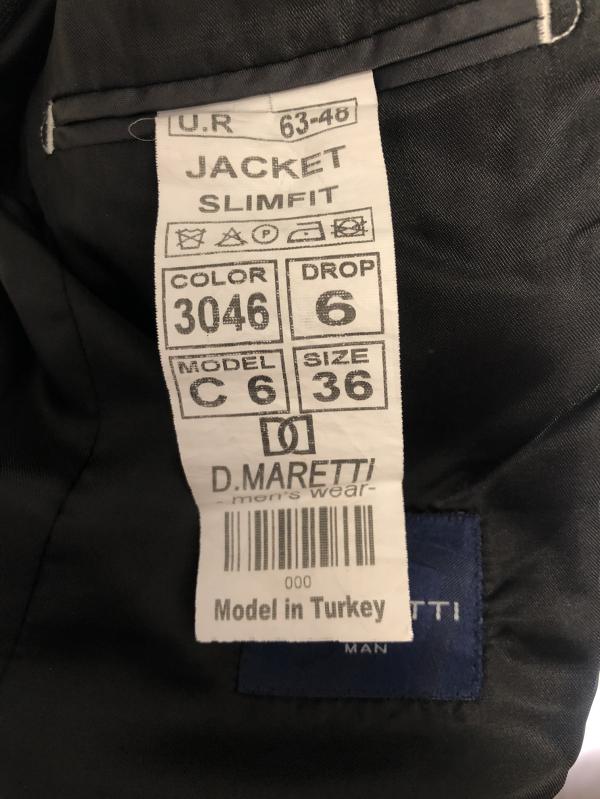 U.R 63-48
JACKET
SLIMFIT
P
COLOR
3046
DROP
6
MODEL
C 6
SIZE
36
D.MARETTi
- men's wear-
000
Model in Turkey
TTI
MAN